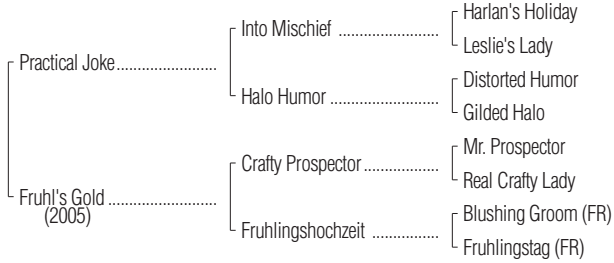 Harlan's Holiday
Into Mischief ....................
Leslie's Lady
Practical Joke ....................
Distorted Humor
Halo Humor ....................
Gilded Halo
Mr. Prospector
Crafty Prospector ....................
Real Crafty Lady
Fruhl's Gold ....................
(2005)
Blushing Groom (FR)
Fruhlingshochzeit ....................
Fruhlingstag (FR)